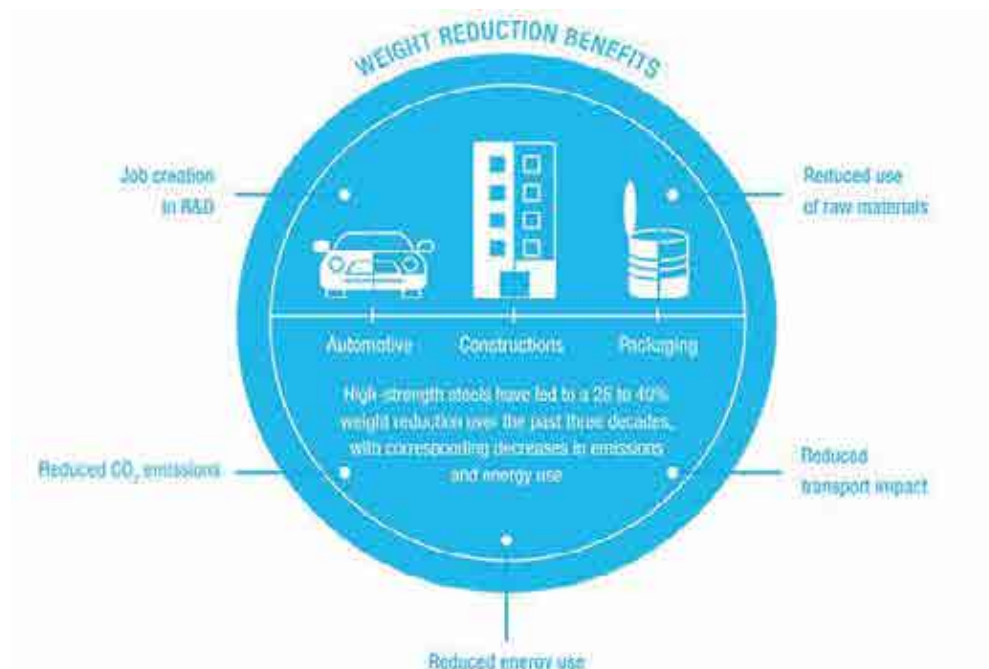 WEIGHT REDUCTION BENEFITS
Job creation
in R&D
Reduced use
of raw materials
Automotive
Constructions
Packaging
High-strength steels have led to a 25 to 40%
weight reduction over the past three decades,
with corresponding decreases in emissions
and energy use
Reduced CO₂ emissions
Reduced
transport impact
Reduced energy use